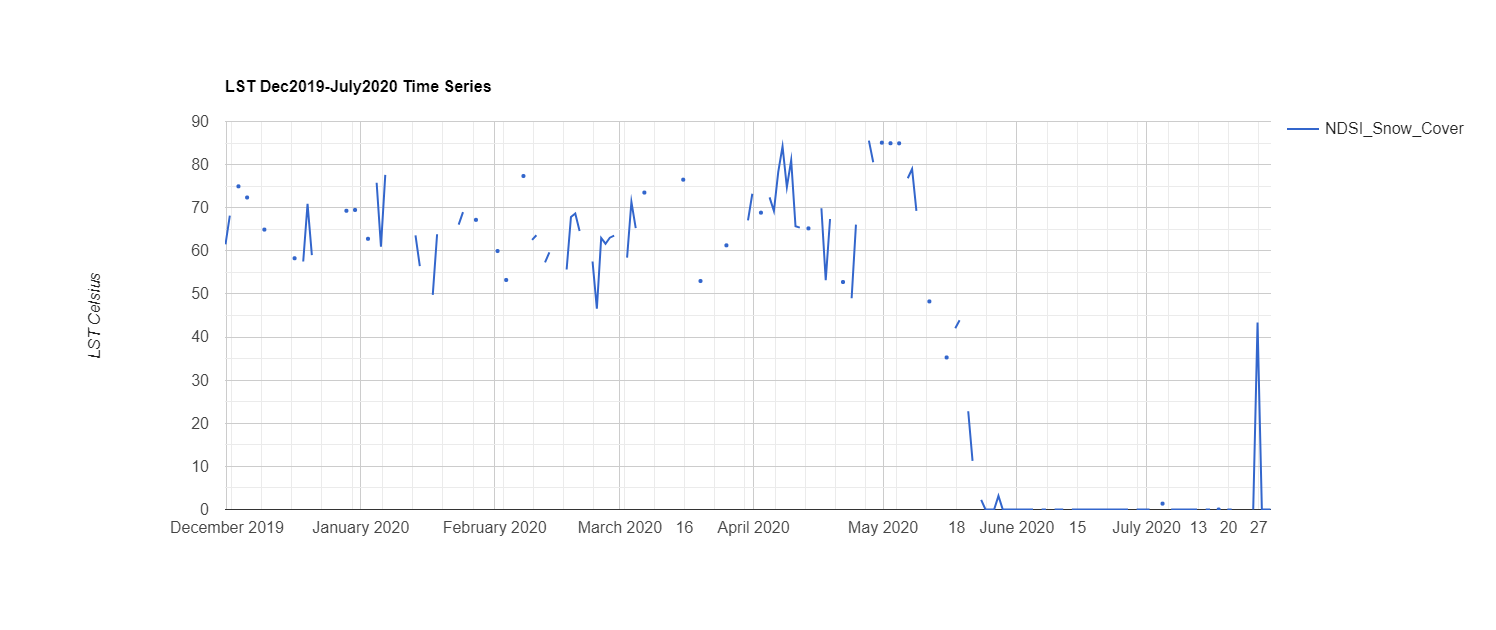 LST Dec2019-July2020 Time Series
NDSI_Snow_Cover
LST Celsius
90
80
70
60
50
40
30
20
10
0
December 2019 January 2020 February 2020 March 2020 16 April 2020 May 2020 18 June 2020 15 July 2020 13 20 27